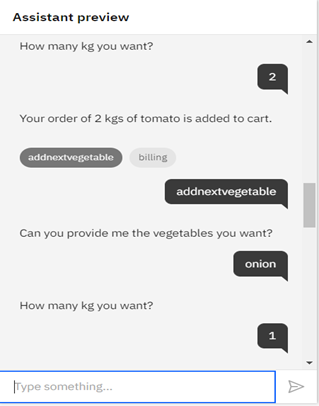 Assistant preview
How many kg you want?
2
Your order of 2 kgs of tomato is added to cart.
addnextvegetable billing
addnextvegetable
Can you provide me the vegetables you want?
onion
How many kg you want?
1
Type something...